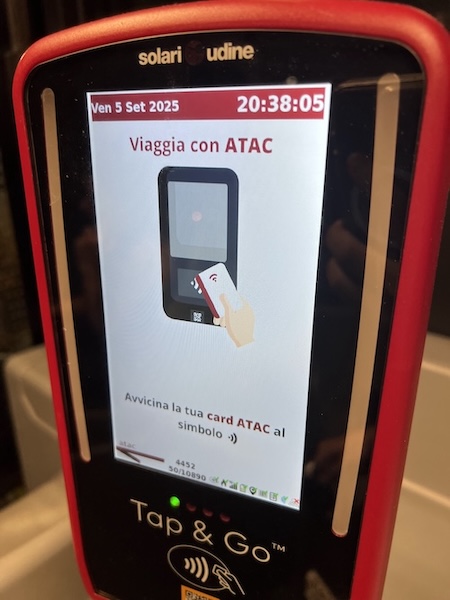 solari udine
Ven 5 Set 2025 20:38:05
Viaggia con ATAC
Avvicina la tua card ATAC al
simbolo
atac
4452
50/10890
Tap & Go™